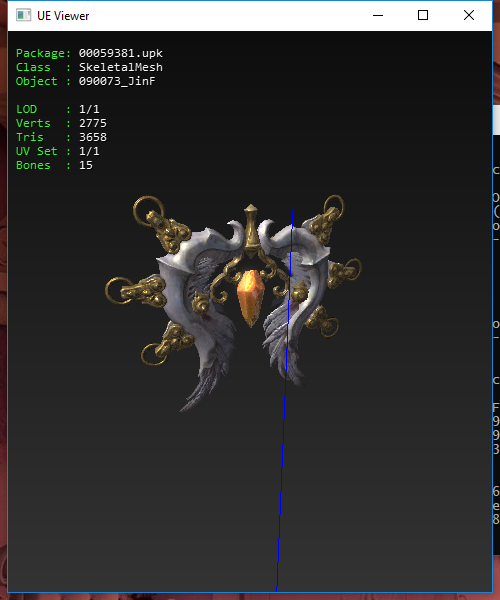 UE Viewer
Package: 00059381.upk
Class : SkeletalMesh
Object : 090073_JinF
LOD : 1/1
Verts : 2775
Tris : 3658
UV Set : 1/1
Bones : 15